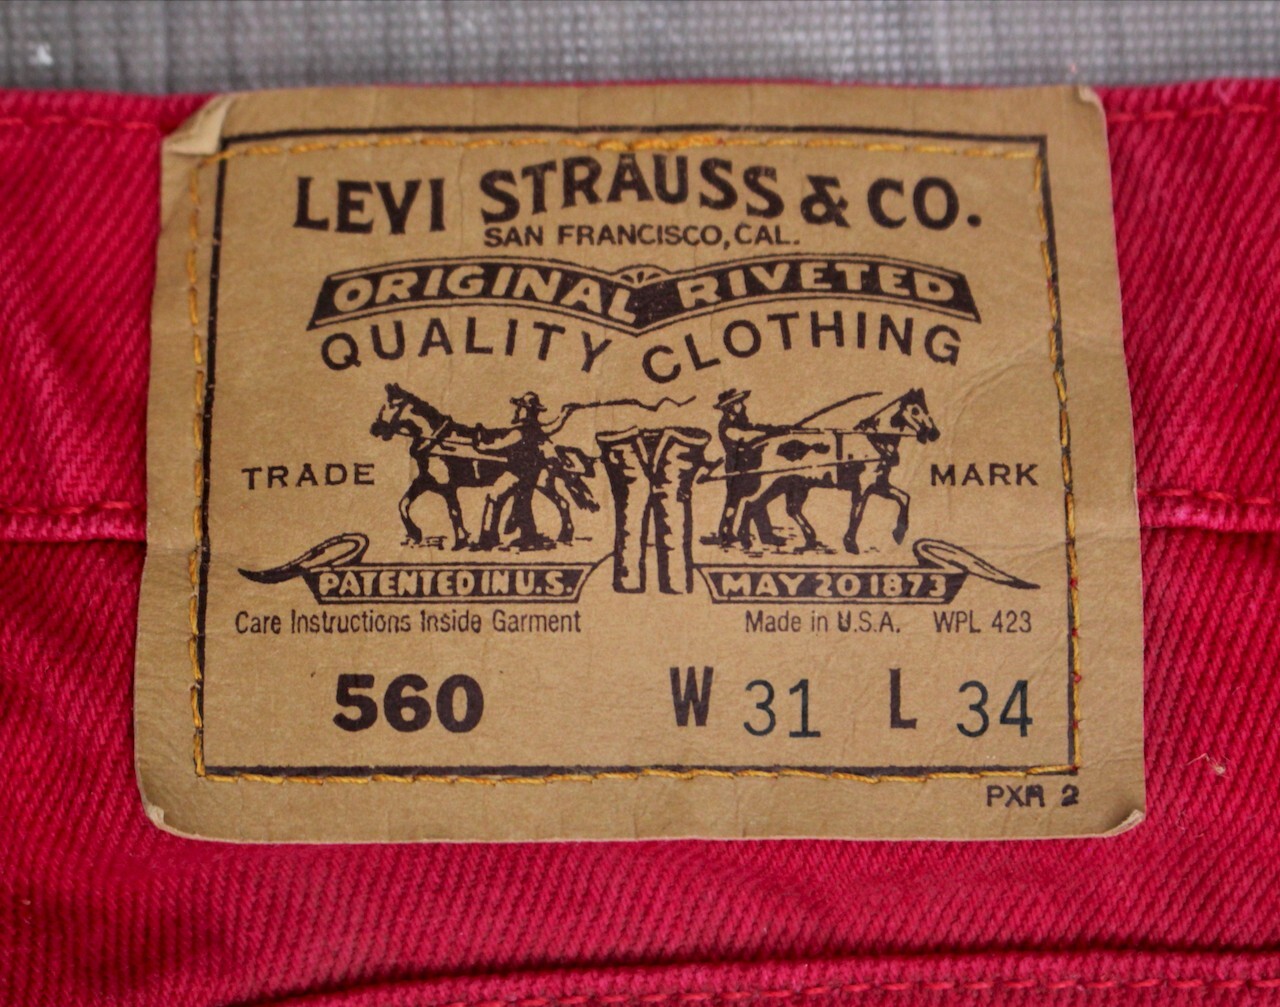 LEVI STRAUSS & CO.
SAN FRANCISCO, CAL.
ORIGINAL RIVETED
QUALITY CLOTHING
TRADE MARK
PATENTED IN U.S. MAY 20 1873
Care Instructions Inside Garment Made in U.S.A. WPL 423
560 W 31 L 34
PXR 2